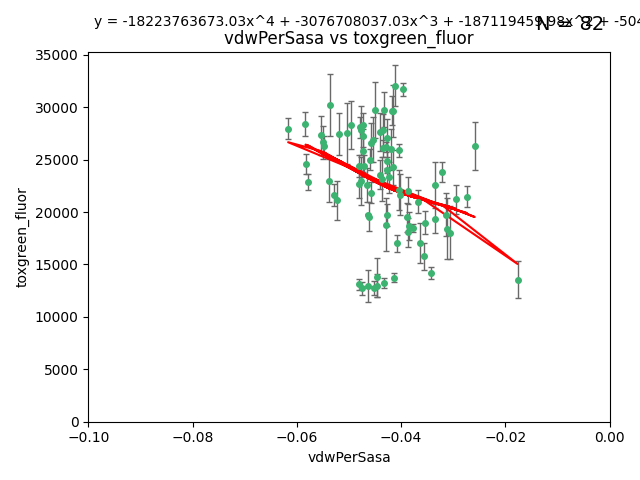 y = -18223763673.03x^4 + -3076708037.03x^3 + -187119459.98x^2 + -504
N = 82
vdwPerSasa vs toxgreen_fluor
35000
30000
25000
20000
15000
10000
5000
0
toxgreen_fluor
−0.10 −0.08 −0.06 −0.04 −0.02 0.00
vdwPerSasa